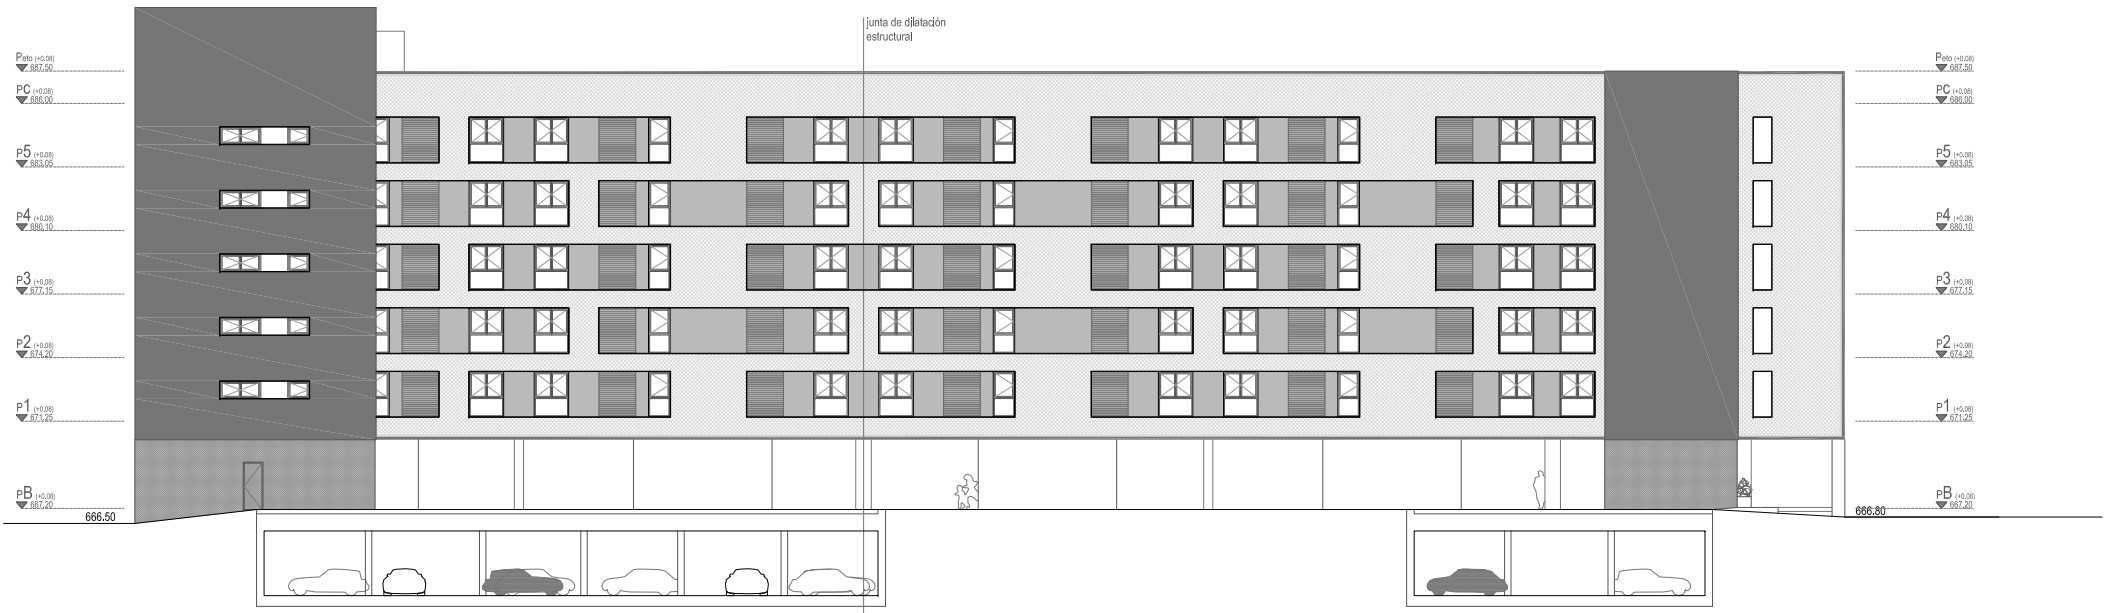 junta de dilatación
estructural
Peto (+0.08)
687.50
PC (+0.08)
686.00
P5 (+0.08)
683.05
P4 (+0.08)
680.10
P3 (+0.08)
677.15
P2 (+0.08)
674.20
P1 (+0.08)
671.25
PB (+0.08)
667.20
666.50
Peto (+0.08)
687.50
PC (+0.08)
686.00
P5 (+0.08)
683.05
P4 (+0.08)
680.10
P3 (+0.08)
677.15
P2 (+0.08)
674.20
P1 (+0.08)
671.25
PB (+0.08)
667.20
666.80